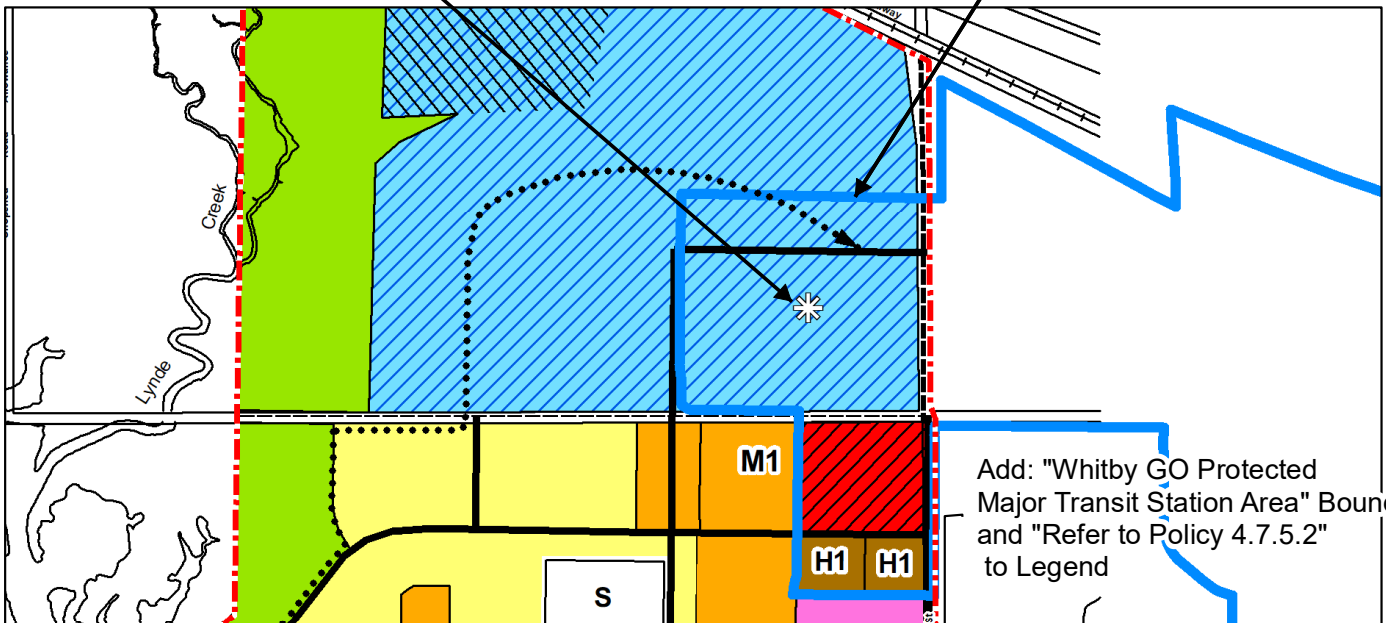 way
Creek
Lynde
M1
Add: "Whitby GO Protected
Major Transit Station Area" Boun
and "Refer to Policy 4.7.5.2"
to Legend
H1 H1
S